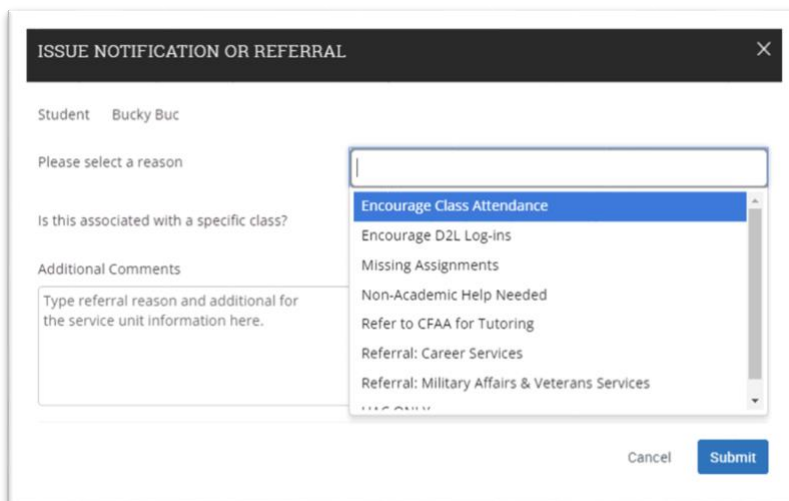 ISSUE NOTIFICATION OR REFERRAL
Student Bucky Buc
Please select a reason
Is this associated with a specific class?
Additional Comments
Type referral reason and additional for
the service unit information here.
Encourage Class Attendance
Encourage D2L Log-ins
Missing Assignments
Non-Academic Help Needed
Refer to CFAA for Tutoring
Referral: Career Services
Referral: Military Affairs & Veterans Services
Cancel Submit